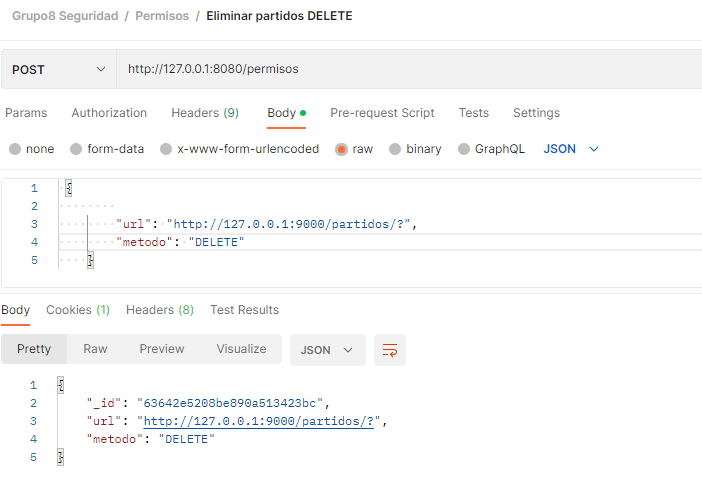 Grupo8 Seguridad / Permisos / Eliminar partidos DELETE
POST http://127.0.0.1:8080/permisos
Params Authorization Headers (9) Body Pre-request Script Tests Settings
none form-data x-www-form-urlencoded raw binary GraphQL JSON
1 {
2
3 "url": "http://127.0.0.1:9000/partidos/?",
4 "metodo": "DELETE"
5 }
Body Cookies (1) Headers (8) Test Results
Pretty Raw Preview Visualize JSON
1 {
2 "_id": "63642e5208be890a513423bc",
3 "url": "http://127.0.0.1:9000/partidos/?",
4 "metodo": "DELETE"
5 }